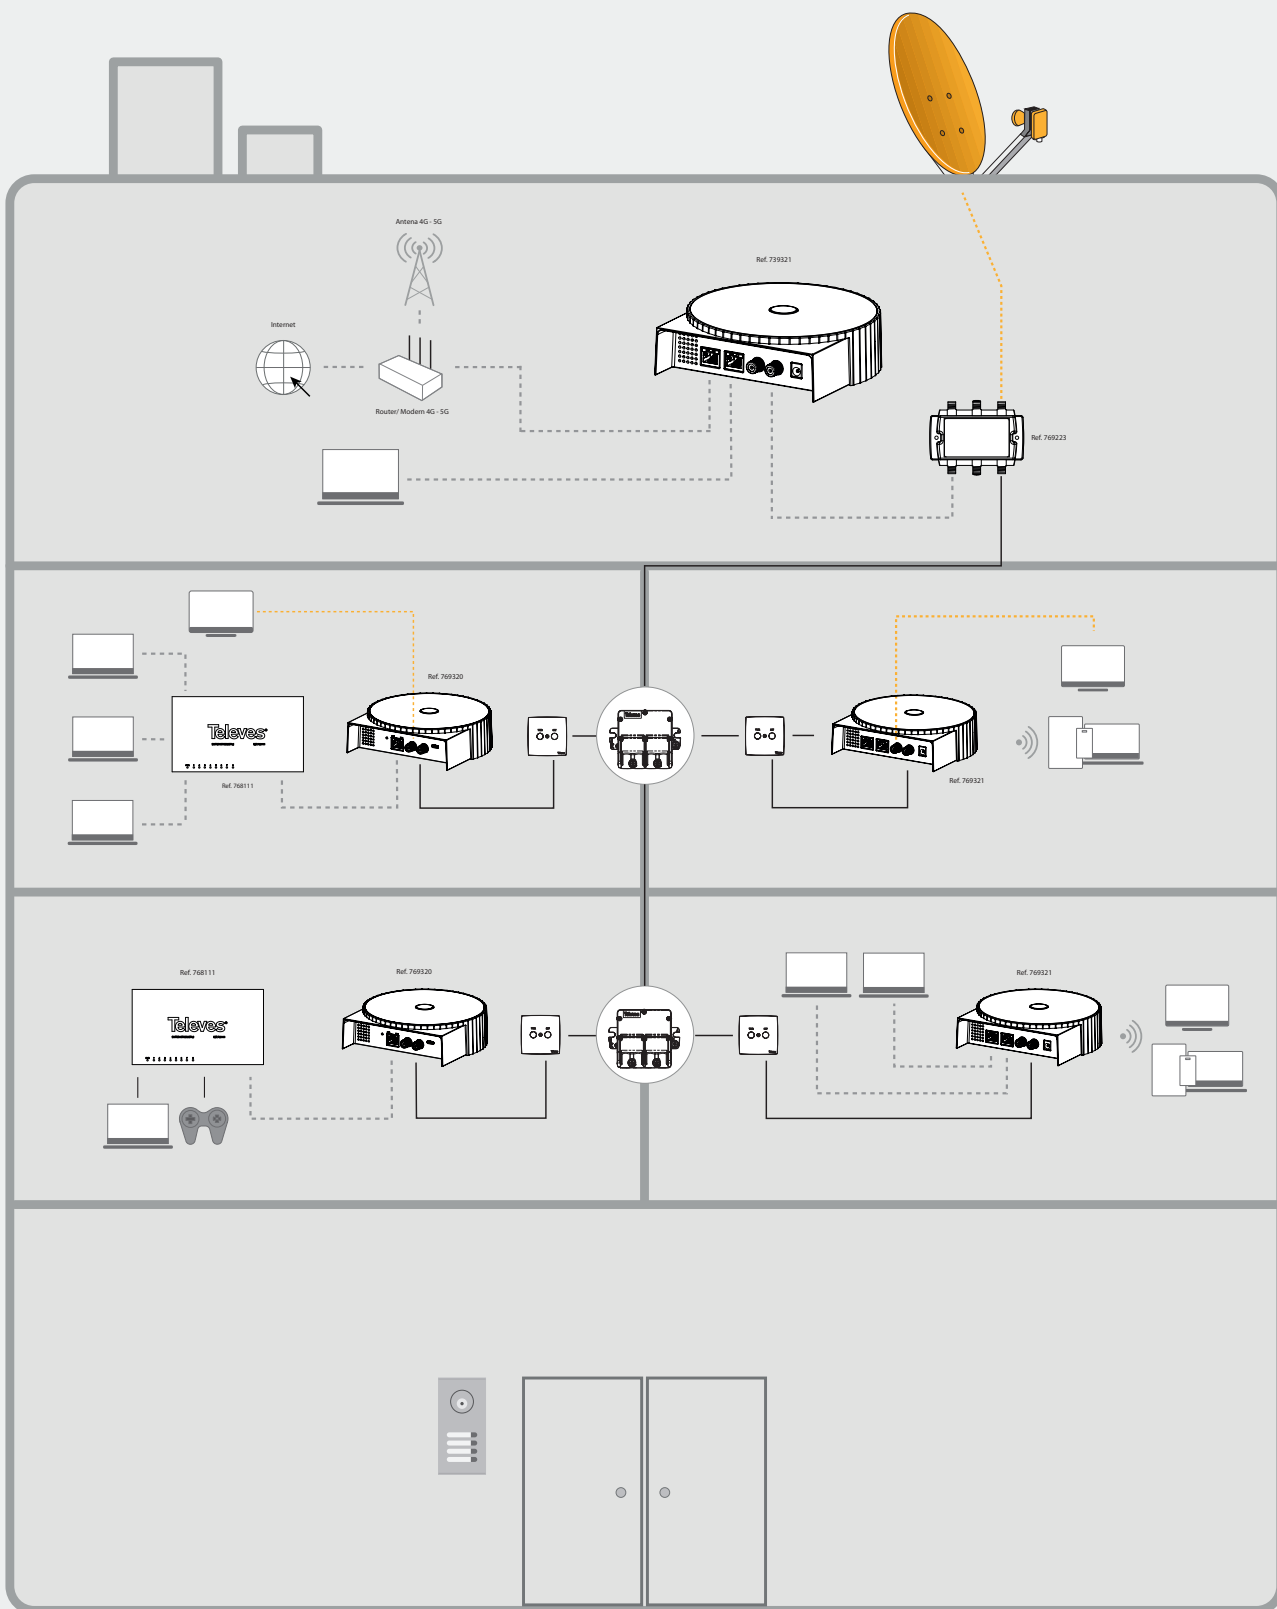 Antena 4G - 5G
Ref. 739321
Internet
Router/ Modem 4G - 5G
Ref. 769223
Ref. 769320
Televes
Ref. 768111
Ref. 769321
Ref. 768111
Ref. 769320
Ref. 769321
Televes